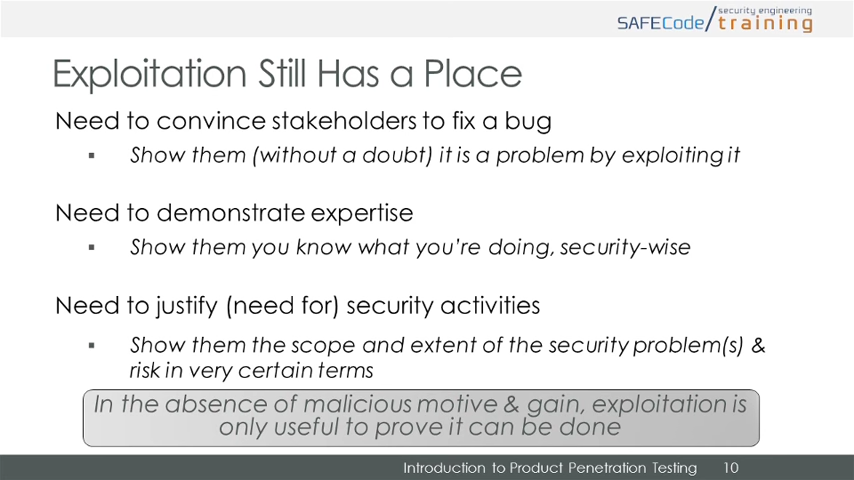 security engineering
SAFECode/training
Exploitation Still Has a Place
Need to convince stakeholders to fix a bug
▪ Show them (without a doubt) it is a problem by exploiting it
Need to demonstrate expertise
▪ Show them you know what you're doing, security-wise
Need to justify (need for) security activities
▪ Show them the scope and extent of the security problem(s) &
risk in very certain terms
In the absence of malicious motive & gain, exploitation is
only useful to prove it can be done
Introduction to Product Penetration Testing 10